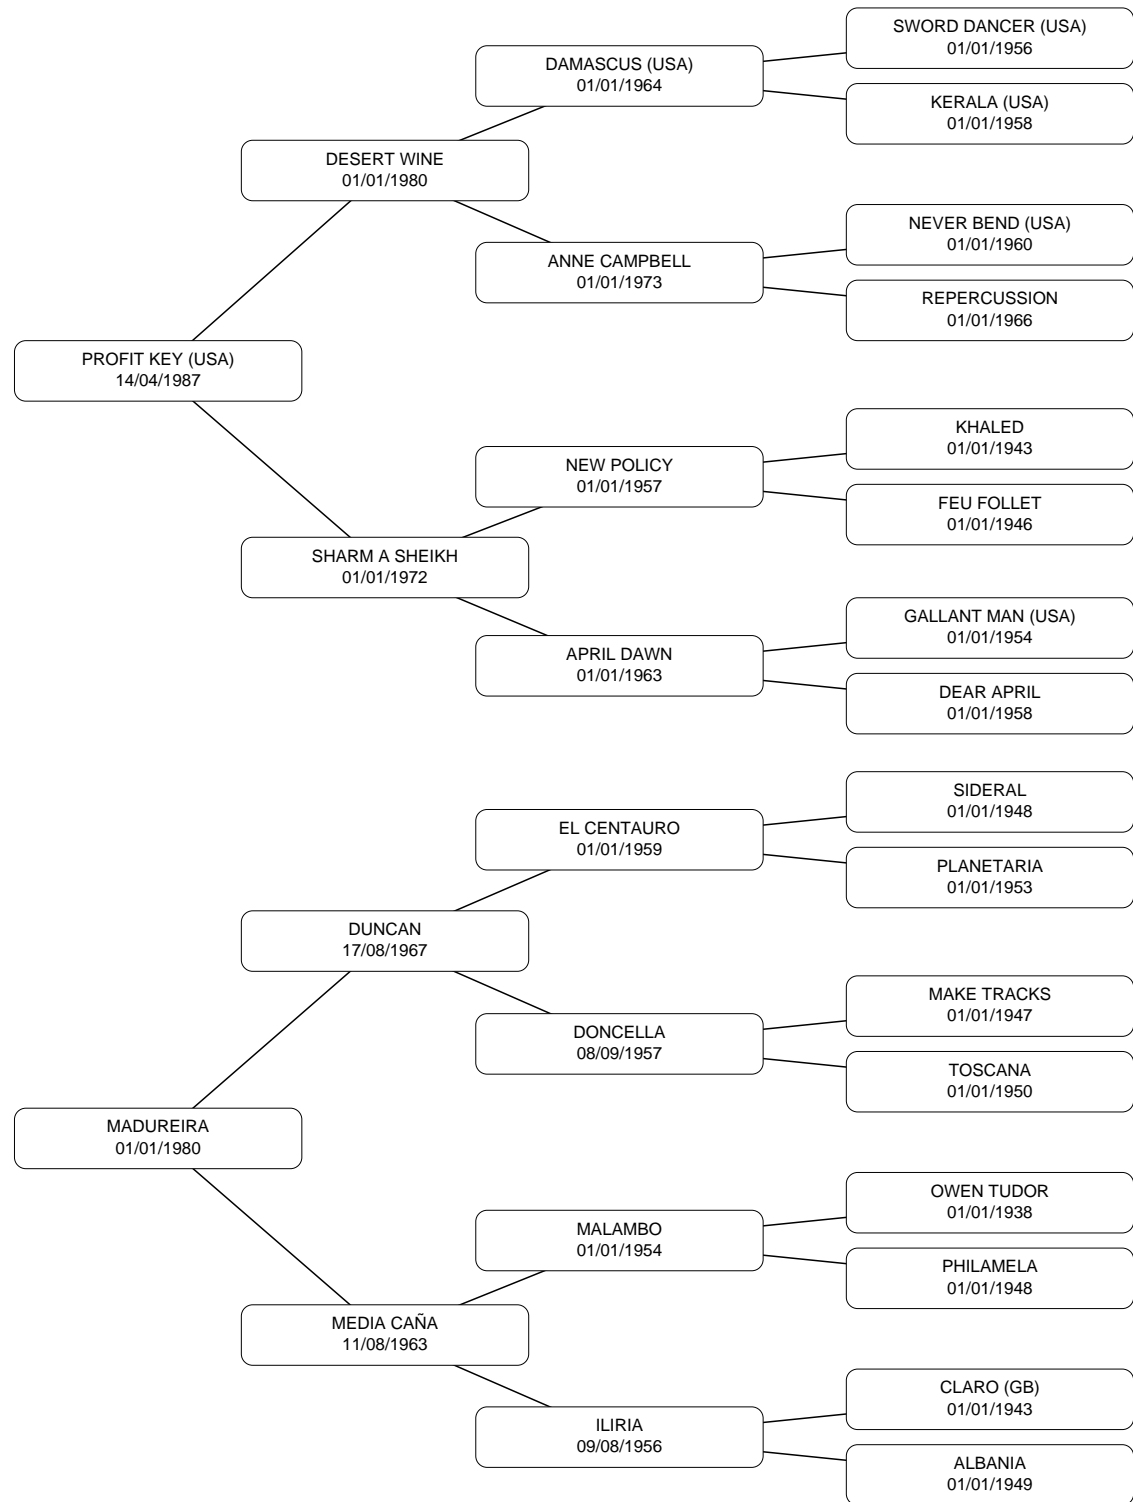 SWORD DANCER (USA)
01/01/1956
DAMASCUS (USA)
01/01/1964
KERALA (USA)
01/01/1958
DESERT WINE
01/01/1980
NEVER BEND (USA)
01/01/1960
ANNE CAMPBELL
01/01/1973
REPERCUSSION
01/01/1966
PROFIT KEY (USA)
14/04/1987
KHALED
01/01/1943
NEW POLICY
01/01/1957
FEU FOLLET
01/01/1946
SHARM A SHEIKH
01/01/1972
GALLANT MAN (USA)
01/01/1954
APRIL DAWN
01/01/1963
DEAR APRIL
01/01/1958
SIDERAL
01/01/1948
EL CENTAURO
01/01/1959
PLANETARIA
01/01/1953
DUNCAN
17/08/1967
MAKE TRACKS
01/01/1947
DONCELLA
08/09/1957
TOSCANA
01/01/1950
MADUREIRA
01/01/1980
OWEN TUDOR
01/01/1938
MALAMBO
01/01/1954
PHILAMELA
01/01/1948
MEDIA CAÑA
11/08/1963
CLARO (GB)
01/01/1943
ILIRIA
09/08/1956
ALBANIA
01/01/1949